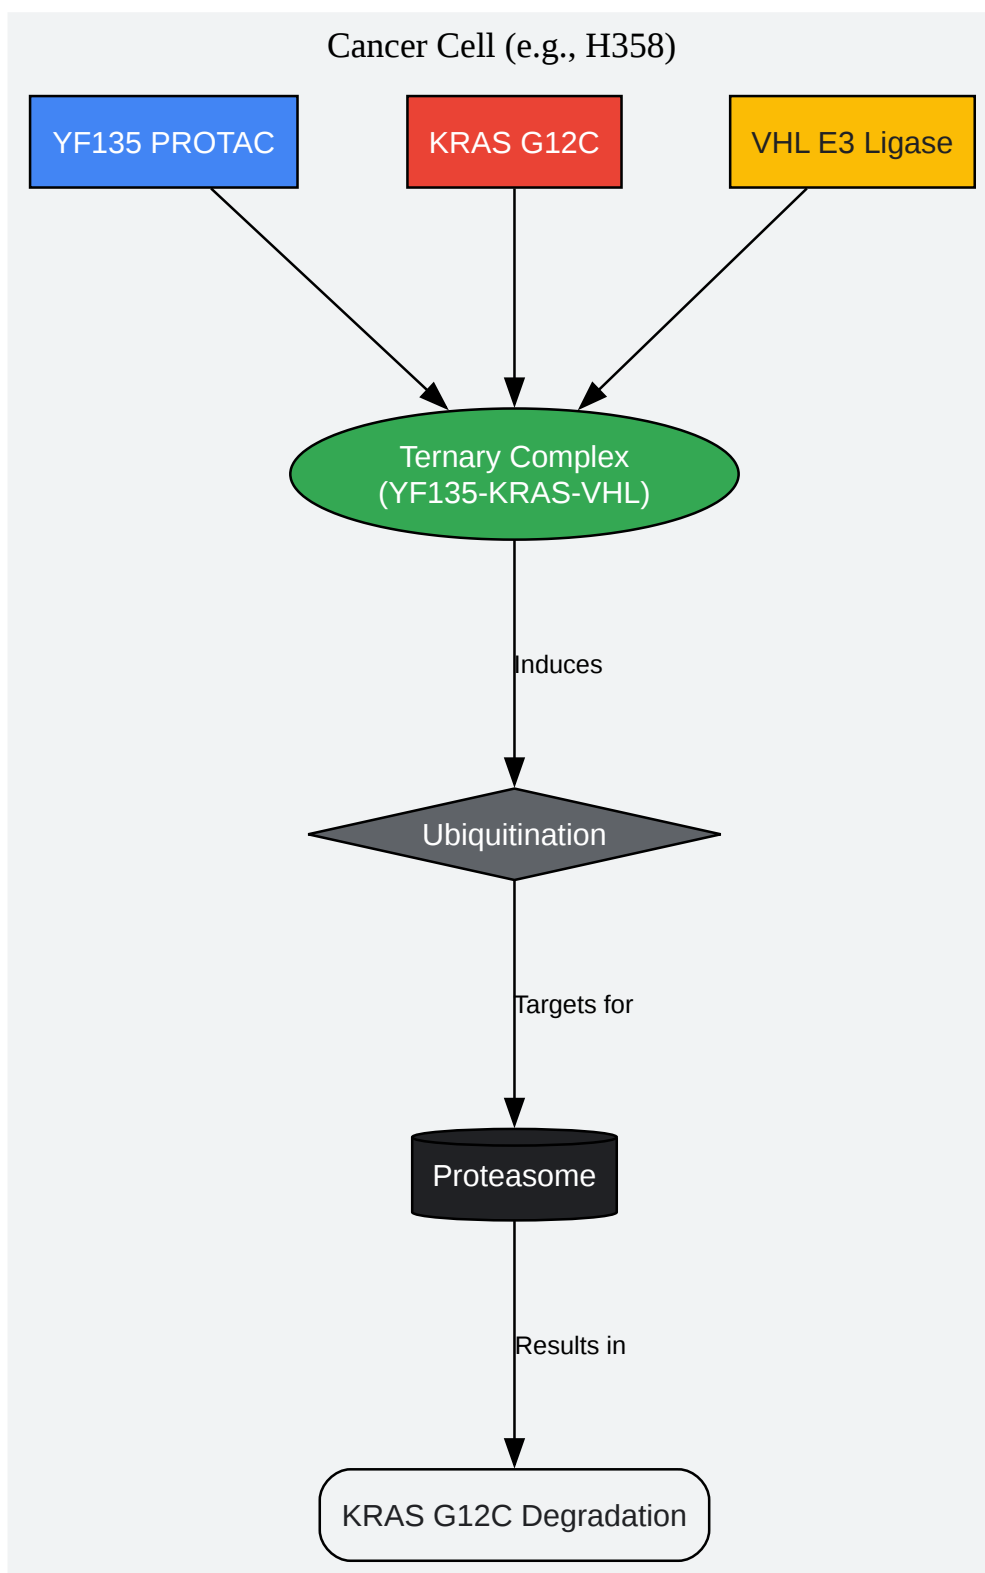 Cancer Cell (e.g., H358)
YF135 PROTAC
KRAS G12C
VHL E3 Ligase
Ternary Complex
(YF135-KRAS-VHL)
Induces
Ubiquitination
Targets for
Proteasome
Results in
KRAS G12C Degradation